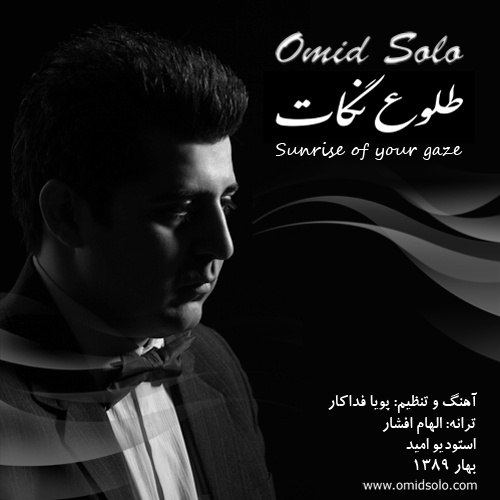 Omid Solo
طلوع نگات
Sunrise of your gaze
آهنگ و تنظیم: پویا فداکار
ترانه: الهام افشار
استودیو امید
بهار ۱۳۸۹
www.omidsolo.com